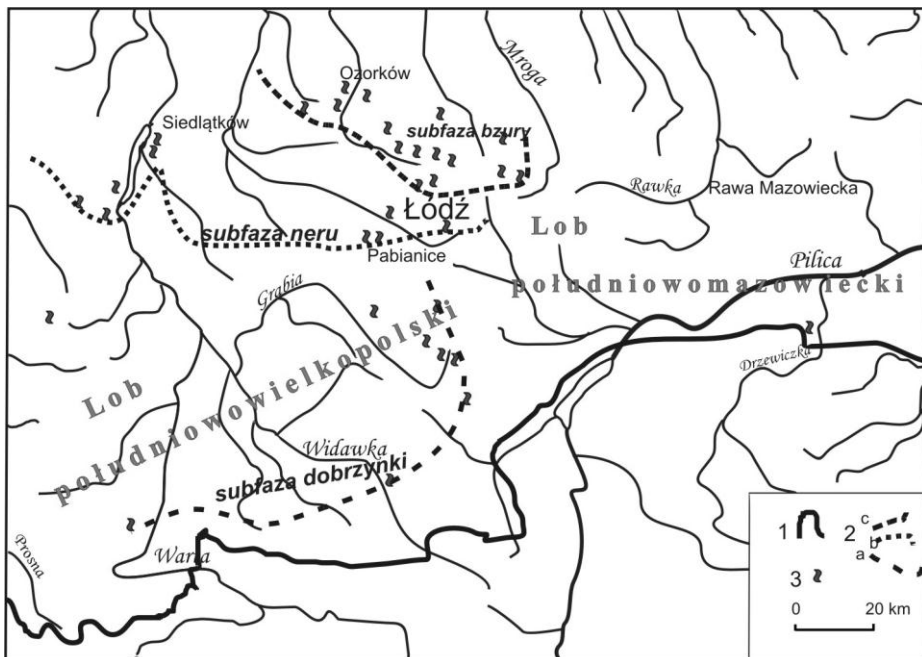 Ozorków
Mroga
Siedlątków
subfaza bzury
Rawka
Rawa Mazowiecka
Łódź
Lob
subfaza neru
Pabianice
Pilica
południowomazowiecki
Grabia
Drzewiczka
Lob
południowowielkopolski
Widawka
subfaza dobrzynki
Prosna
Warta
1
2
c
b
a
3
0
20 km